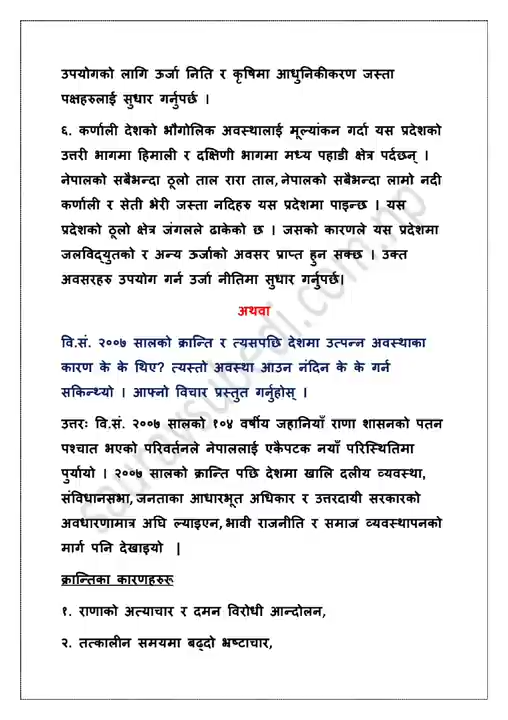 उपयोगको लागि ऊर्जा निति र कृषिमा आधुनिकीकरण जस्ता
पक्षहरुलाई सुधार गर्नुपर्छ ।
६. कर्णाली देशको भौगोलिक अवस्थालाई मूल्यांकन गर्दा यस प्रदेशको
उत्तरी भागमा हिमाली र दक्षिणी भागमा मध्य पहाडी क्षेत्र पर्दछन् ।
नेपालको सबैभन्दा ठूलो ताल रारा ताल, नेपालको सबैभन्दा लामो नदी
कर्णाली र सेती भेरी जस्ता नदिहरु यस प्रदेशमा पाइन्छ । यस
प्रदेशको ठूलो क्षेत्र जंगलले ढाकेको छ । जसको कारणले यस प्रदेशमा
जलविद्युतको र अन्य ऊर्जाको अवसर प्राप्त हुन सक्छ । उक्त
अवसरहरु उपयोग गर्न उर्जा नीतिमा सुधार गर्नुपर्छ।
अथवा
वि.सं. २००७ सालको क्रान्ति र त्यसपछि देशमा उत्पन्न अवस्थाका
कारण के के थिए? त्यस्तो अवस्था आउन नंदिन के के गर्न
सकिन्थ्यो । आफ्नो विचार प्रस्तुत गर्नुहोस् ।
उत्तरः वि.सं. २००७ सालको १०४ वर्षीय जहानियाँ राणा शासनको पतन
पश्चात भएको परिवर्तनले नेपाललाई एकैपटक नयाँ परिस्थितिमा
पुर्यायो । २००७ सालको क्रान्ति पछि देशमा खालि दलीय व्यवस्था,
संविधानसभा, जनताका आधारभूत अधिकार र उत्तरदायी सरकारको
अवधारणामात्र अघि ल्याइएन, भावी राजनीति र समाज व्यवस्थापनको
मार्ग पनि देखाइयो |
क्रान्तिका कारणहरुरू
१. राणाको अत्याचार र दमन विरोधी आन्दोलन,
२. तत्कालीन समयमा बढ्दो भ्रष्टाचार,
sauravsubedi.com.np